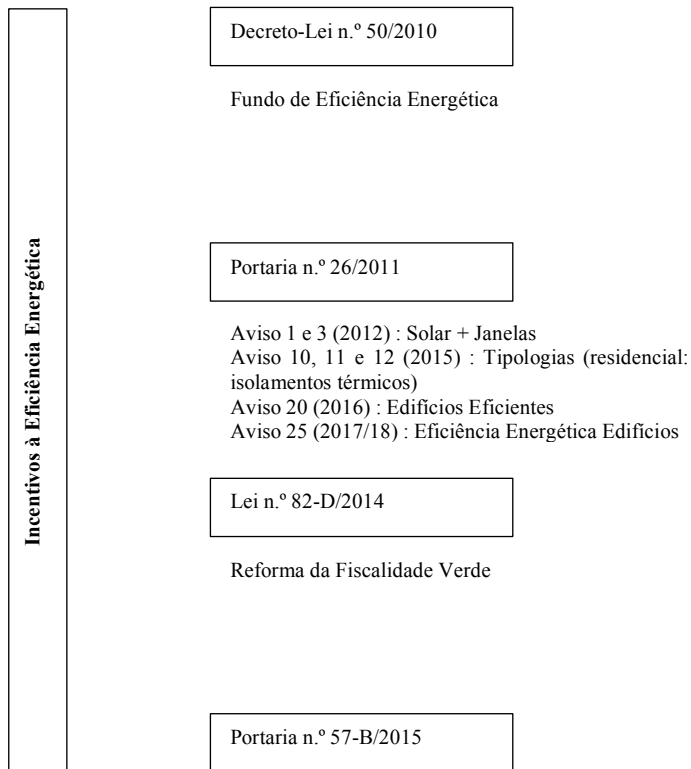 Incentivos à Eficiência Energética
Decreto-Lei n.º 50/2010
Fundo de Eficiência Energética
Portaria n.º 26/2011
Aviso 1 e 3 (2012) : Solar + Janelas
Aviso 10, 11 e 12 (2015) : Tipologias (residencial:
isolamentos térmicos)
Aviso 20 (2016) : Edifícios Eficientes
Aviso 25 (2017/18) : Eficiência Energética Edifícios
Lei n.º 82-D/2014
Reforma da Fiscalidade Verde
Portaria n.º 57-B/2015